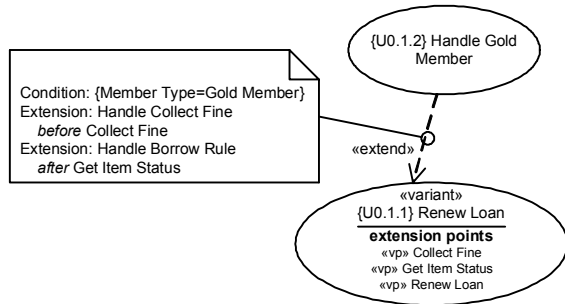 {U0.1.2} Handle Gold
Member
Condition: {Member Type=Gold Member}
Extension: Handle Collect Fine
before Collect Fine
Extension: Handle Borrow Rule
after Get Item Status
«extend»
«variant»
{U0.1.1} Renew Loan
extension points
«vp» Collect Fine
«vp» Get Item Status
«vp» Renew Loan